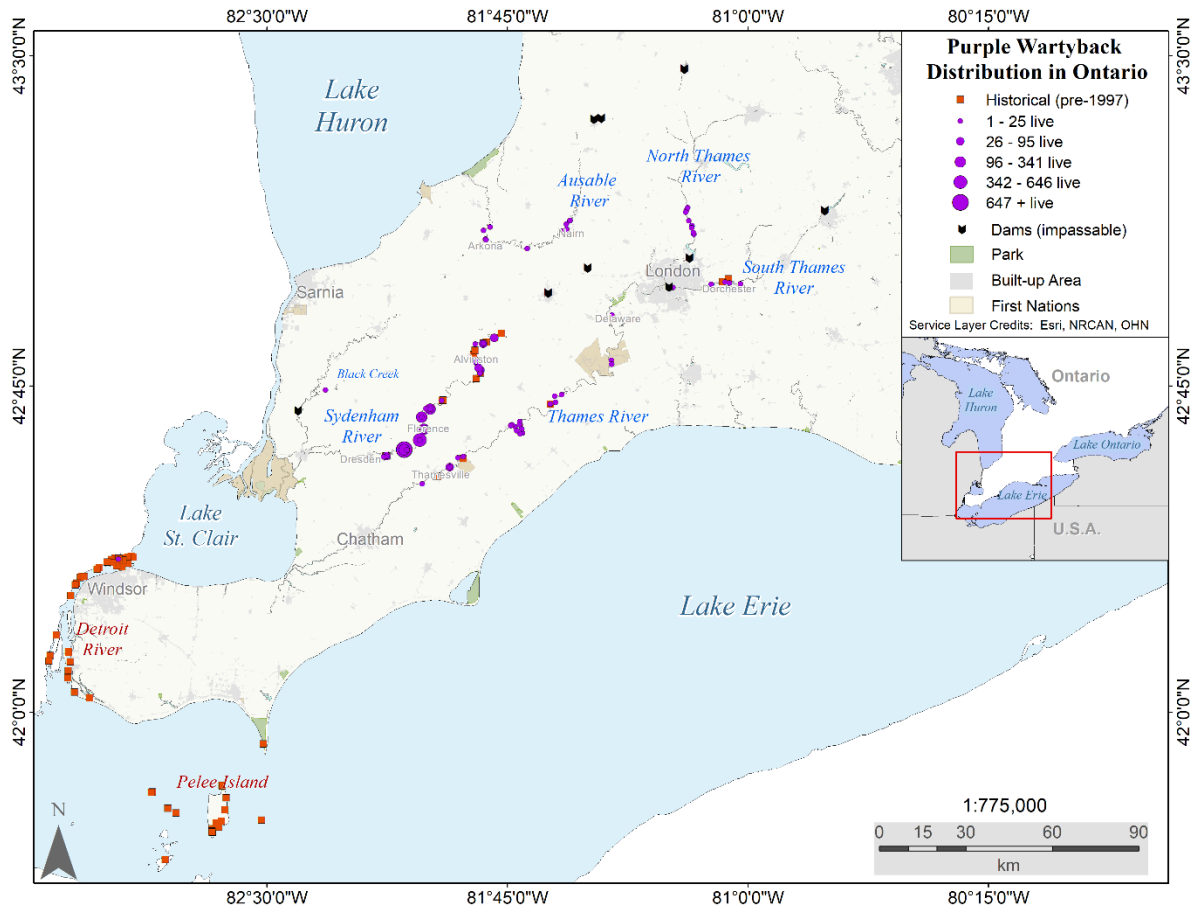 82°30'0"W
81°45'0"W
81°0'0"W
80°15'0"W
43°30'0"N
43°30'0"N
Purple Wartyback
Distribution in Ontario
Historical (pre-1997)
1 - 25 live
26 - 95 live
96 - 341 live
342 - 646 live
647 + live
Dams (impassable)
Park
Built-up Area
First Nations
Service Layer Credits: Esri, NRCAN, OHN
Lake
Huron
North Thames
River
Ausable
River
Nairn
Arkona
London
South Thames
River
Dorchester
Sarnia
Delaware
Alvinston
Black Creek
42°45'0"N
42°45'0"N
Sydenham
River
Florence
Thames River
Dresden
Thamesville
Ontario
Lake
Huron
Lake Ontario
Lake Erie
U.S.A.
Lake
St. Clair
Chatham
Windsor
Lake Erie
Detroit
River
42°0'0"N
42°0'0"N
Pelee Island
N
1:775,000
0 15 30 60 90
km
82°30'0"W
81°45'0"W
81°0'0"W
80°15'0"W